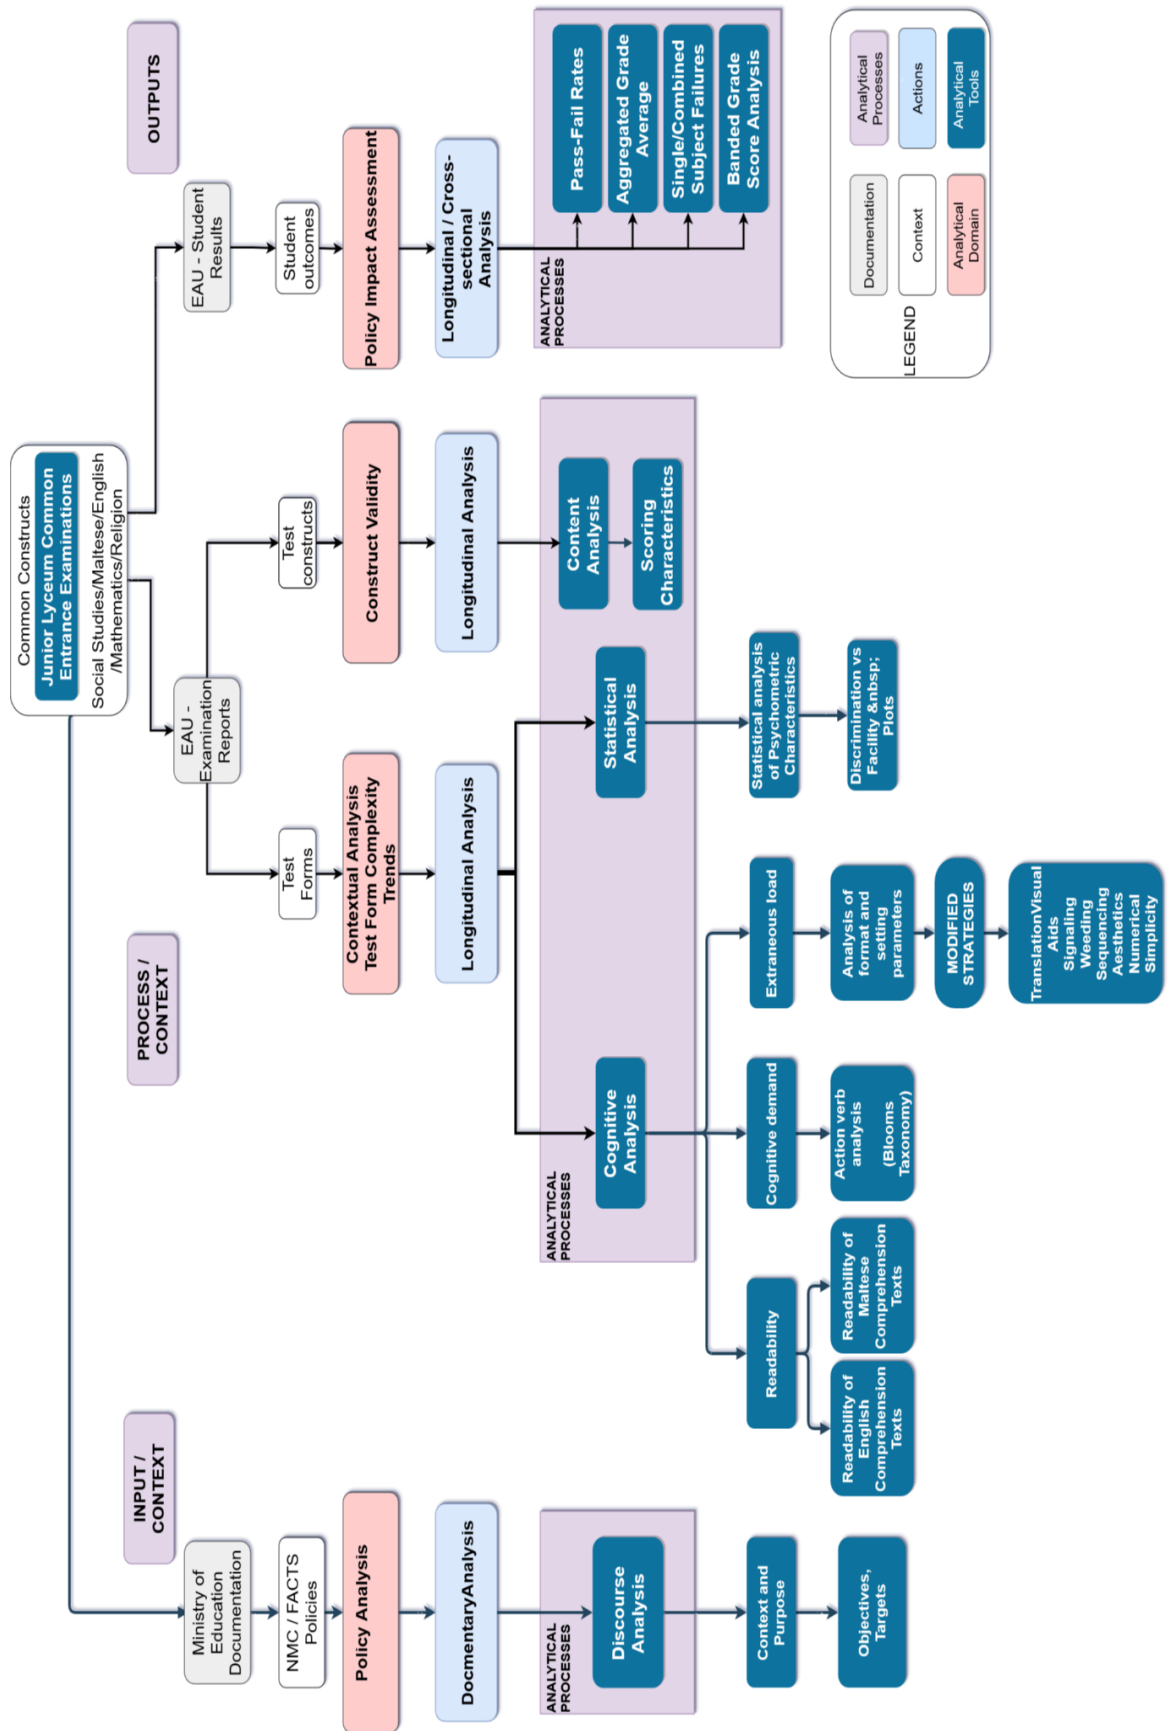 Common Constructs
Junior Lyceum Common
Entrance Examinations
Social Studies/Maltese/English
/Mathematics/Religion
INPUT /
CONTEXT
PROCESS /
CONTEXT
OUTPUTS
Ministry of
Education
Documentation
NMC / FACTS
Policies
Policy Analysis
DocmentaryAnalysis
ANALYTICAL
PROCESSES
Discourse
Analysis
Context and
Purpose
Objectives,
Targets
EAU -
Examination
Reports
Test
Forms
Contextual Analysis
Test Form Complexity
Trends
Longitudinal Analysis
ANALYTICAL
PROCESSES
Cognitive
Analysis
Statistical
Analysis
Readability
Readability of
English
Comprehension
Texts
Readability of
Maltese
Comprehension
Texts
Cognitive demand
Action verb
analysis
(Blooms
Taxonomy)
Extraneous load
Analysis of
format and
setting
parameters
MODIFIED
STRATEGIES
TranslationVisual
Aids
Signaling
Weeding
Sequencing
Aesthetics
Numerical
Simplicity
Statistical analysis
of Psychometric
Characteristics
Discrimination vs
Facility &nbsp;
Plots
Test
constructs
Construct Validity
Longitudinal Analysis
Content
Analysis
Scoring
Characteristics
EAU - Student
Results
Student
outcomes
Policy Impact Assessment
Longitudinal / Cross-
sectional
Analysis
ANALYTICAL
PROCESSES
Pass-Fail Rates
Aggregated Grade
Average
Single/Combined
Subject Failures
Banded Grade
Score Analysis
LEGEND
Documentation
Analytical
Processes
Context
Actions
Analytical
Domain
Analytical
Tools